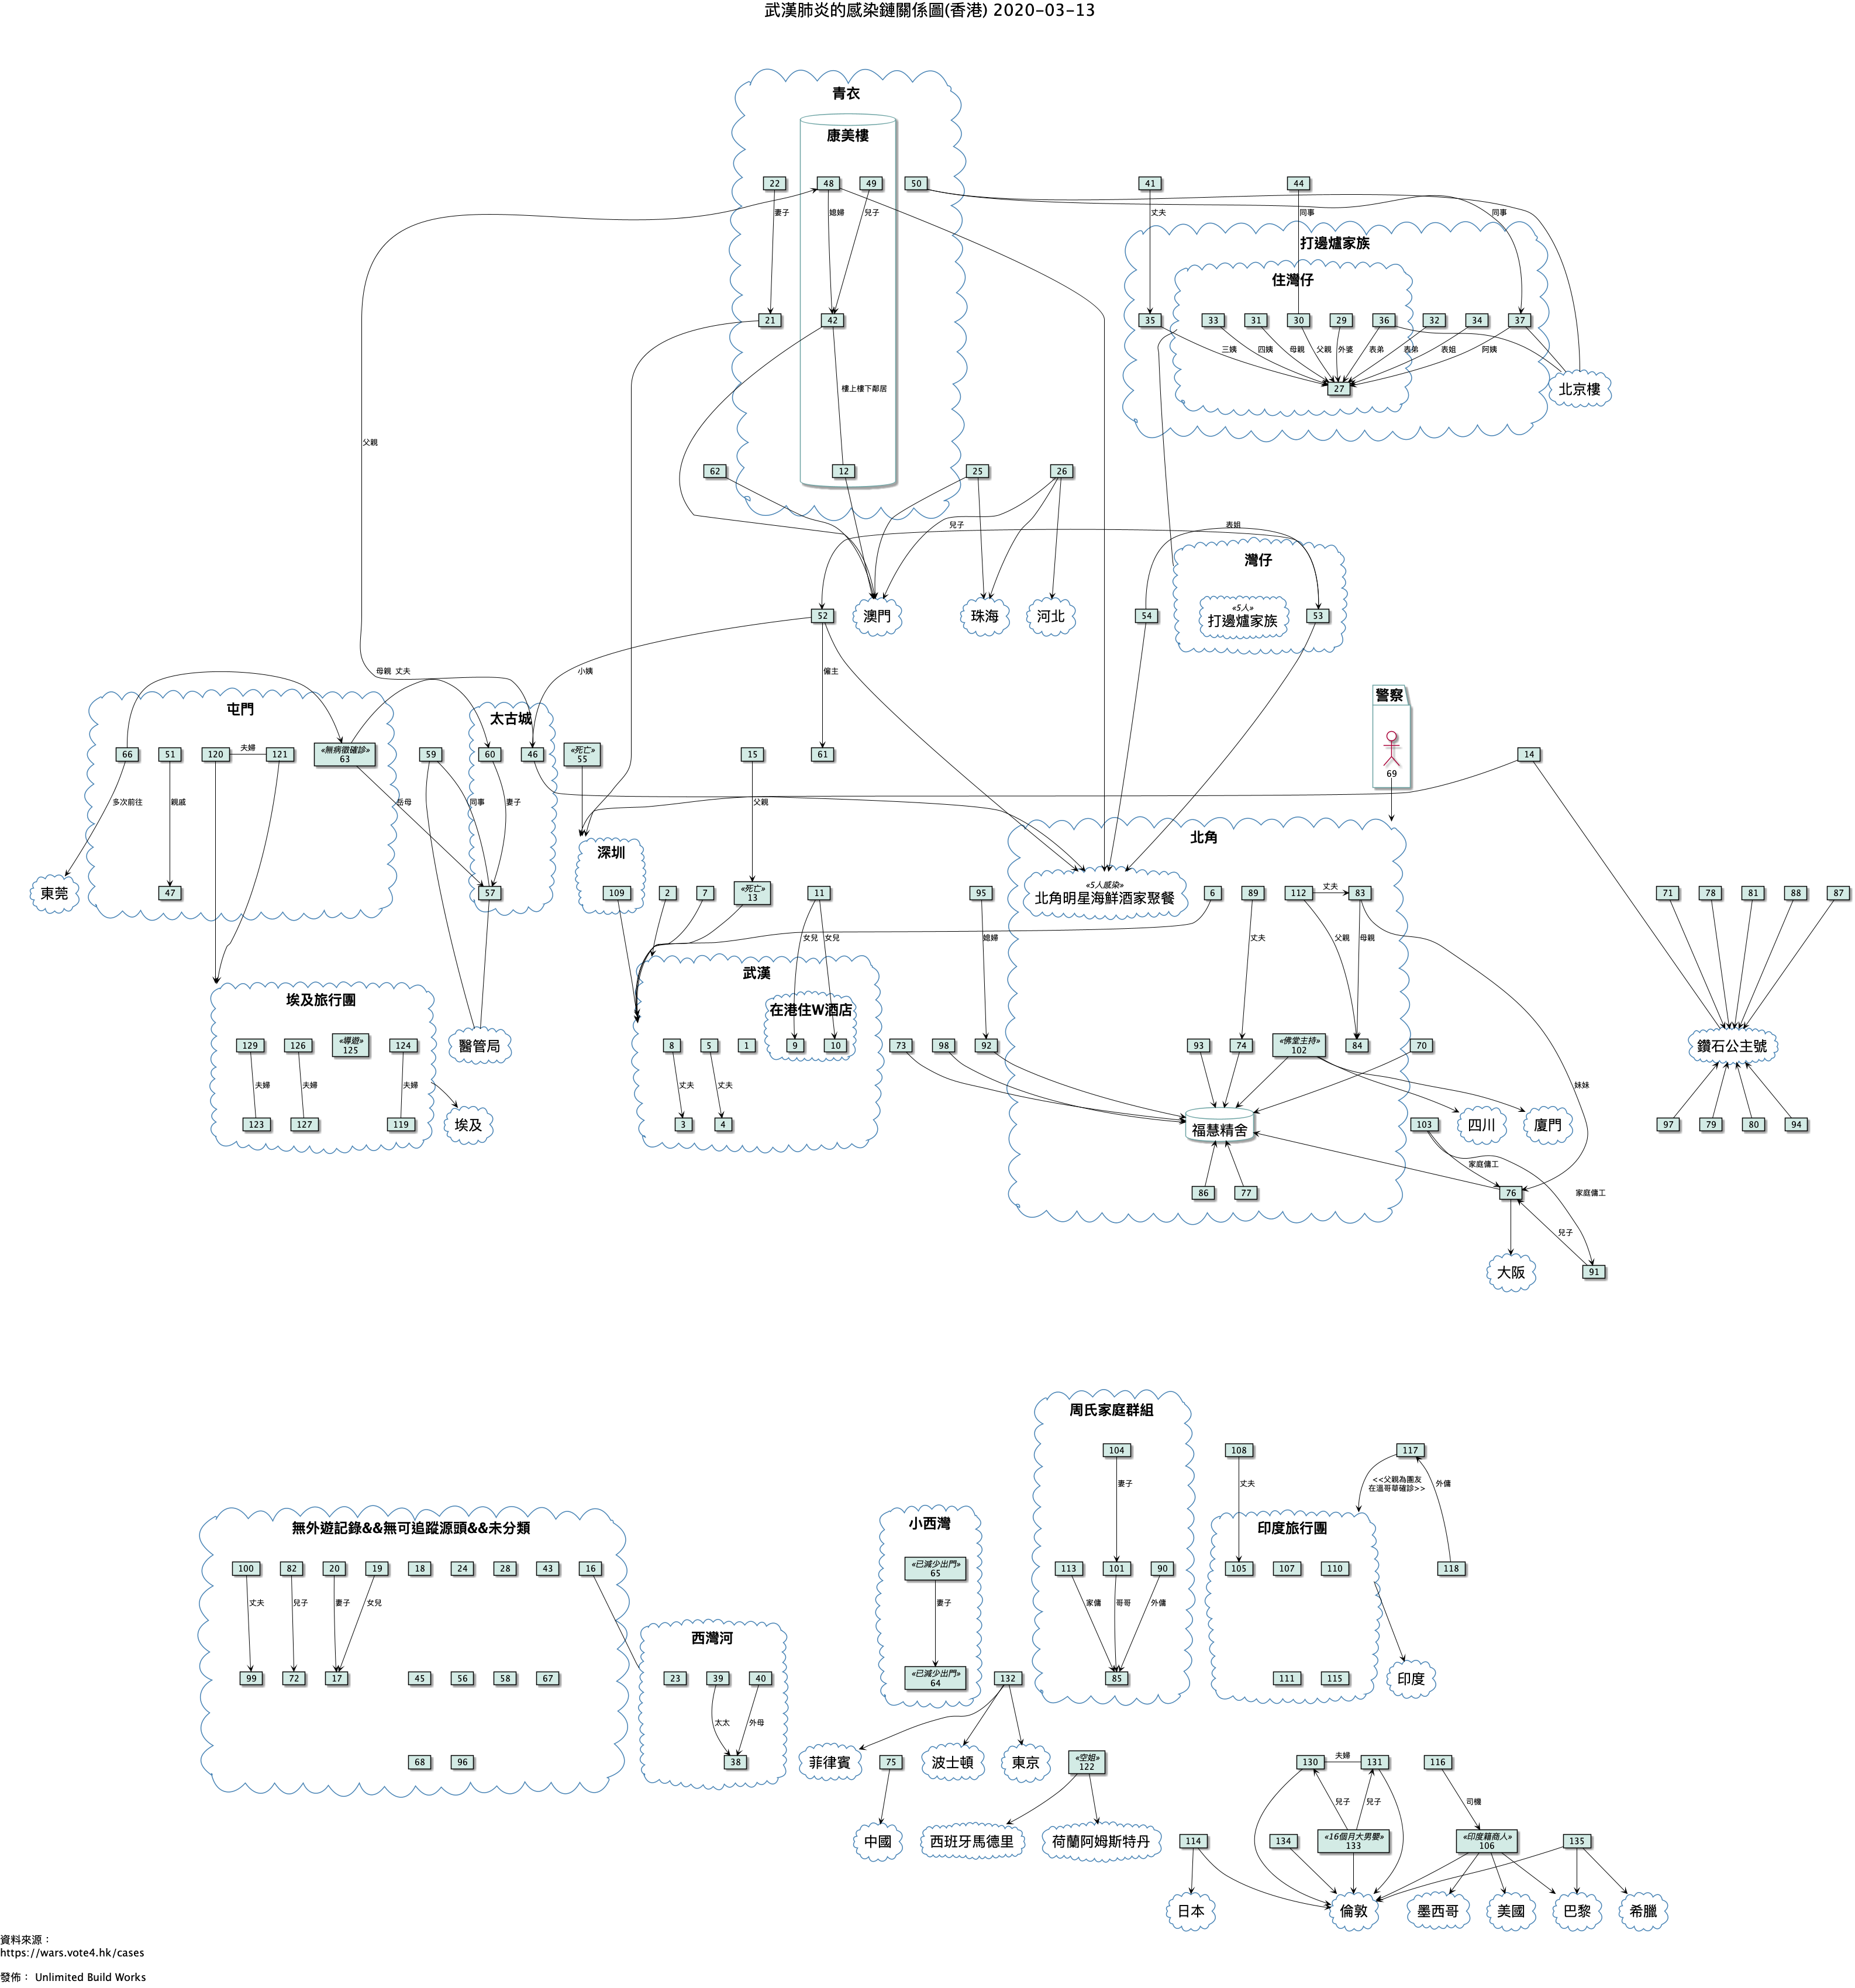 武漢肺炎的感染鏈關係圖(香港) 2020-03-13
青衣
康美樓
22
48
49
50
41
44
妻子
媳婦
兒子
丈夫
同事
同事
打邊爐家族
住灣仔
21
42
35
33
31
30
29
36
32
34
37
三姨
四姨
母親
父親
外婆
表弟
表弟
表姐
阿姨
樓上樓下鄰居
27
北京樓
父親
62
12
25
26
兒子
表姐
灣仔
«5人»
打邊爐家族
52
澳門
珠海
河北
54
53
母親 丈夫
小姨
僱主
屯門
太古城
警察
66
51
120
夫婦
121
«無病徵確診»
63
59
60
46
«死亡»
55
15
61
69
14
多次前往
親戚
岳母
同事
妻子
父親
北角
深圳
東莞
47
57
109
2
7
«死亡»
13
11
95
«5人感染»
北角明星海鮮酒家聚餐
6
89
112
丈夫
83
71
78
81
88
87
女兒
女兒
媳婦
丈夫
父親
母親
武漢
埃及旅行團
在港住W酒店
129
126
«導遊»
125
124
醫管局
8
5
1
9
10
73
98
92
93
74
«佛堂主持»
102
84
70
鑽石公主號
夫婦
夫婦
夫婦
丈夫
丈夫
妹妹
123
127
119
埃及
3
4
福慧精舍
103
四川
廈門
97
79
80
94
家庭傭工
86
77
76
家庭傭工
兒子
大阪
91
周氏家庭群組
104
108
117
妻子
丈夫
<<父親為團友
在溫哥華確診>>
外傭
無外遊記錄&&無可追蹤源頭&&未分類
小西灣
印度旅行團
100
82
20
19
18
24
28
43
16
«已減少出門»
65
113
101
90
105
107
110
118
丈夫
兒子
妻子
女兒
妻子
家傭
哥哥
外傭
西灣河
99
72
17
45
56
58
67
23
39
40
«已減少出門»
64
132
85
111
115
印度
太太
外母
68
96
38
菲律賓
75
波士頓
東京
«空姐»
122
130
夫婦
131
116
兒子
兒子
司機
中國
西班牙馬德里
荷蘭阿姆斯特丹
114
134
«16個月大男嬰»
133
«印度籍商人»
106
135
日本
倫敦
墨西哥
美國
巴黎
希臘
資料來源：
https://wars.vote4.hk/cases
發佈： Unlimited Build Works